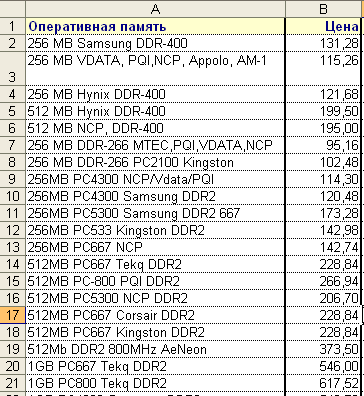 A B
1 Оперативная память Цена
2 256 MB Samsung DDR-400 131,28
256 MB VDATA, PQI,NCP, Appolo, AM-1 115,26
3
4 256 MB Hynix DDR-400 121,68
5 512 MB Hynix DDR-400 199,50
6 512 MB NCP, DDR-400 195,00
7 256 MB DDR-266 MTEC,PQI,VDATA,NCP 95,16
8 256 MB DDR-266 PC2100 Kingston 102,48
9 256MB PC4300 NCP/Vdata/PQI 114,30
10 256MB PC4300 Samsung DDR2 120,48
11 256MB PC5300 Samsung DDR2 667 173,28
12 256MB PC533 Kingston DDR2 142,98
13 256MB PC667 NCP 142,74
14 512MB PC667 Tekq DDR2 228,84
15 512MB PC-800 PQI DDR2 266,94
16 512MB PC5300 NCP DDR2 206,70
17 512MB PC667 Corsair DDR2 228,84
18 512MB PC667 Kingston DDR2 228,84
19 512Mb DDR2 800MHz AeNeon 373,50
20 1GB PC667 Tekq DDR2 546,00
21 1GB PC800 Tekq DDR2 617,52